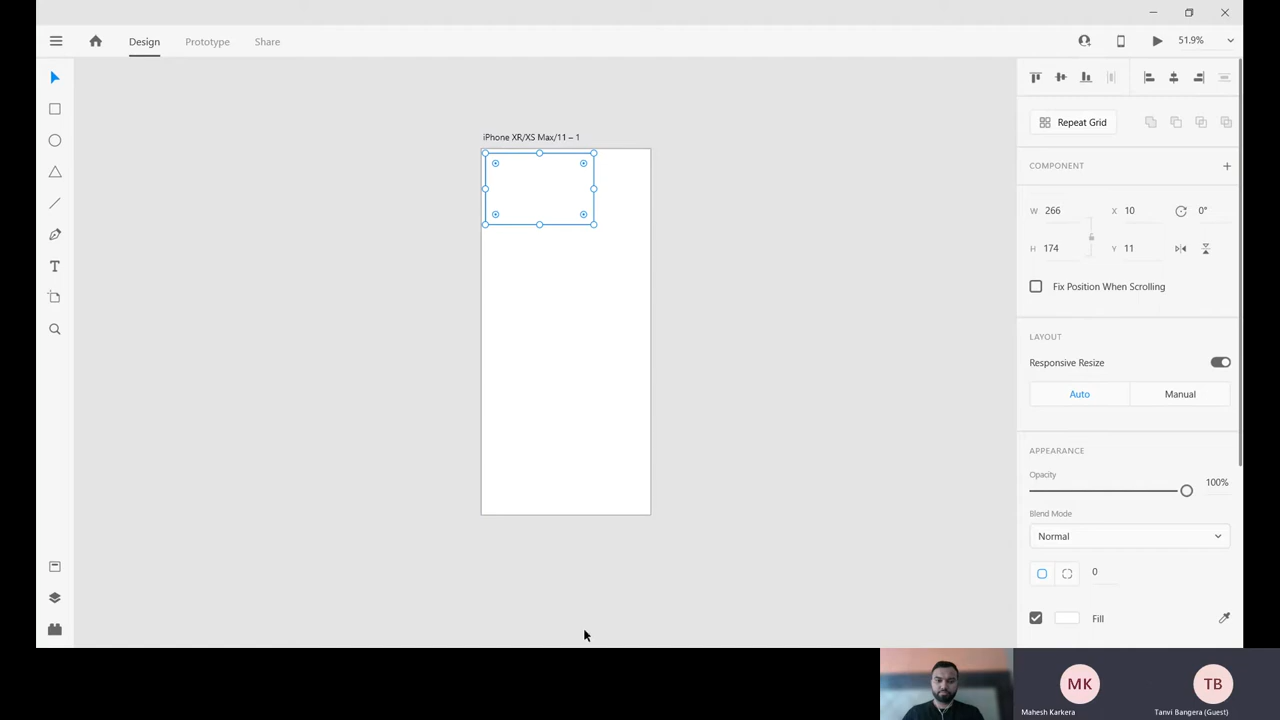 Design
Prototype
Share
51.9%
iPhone XR/XS Max/11 – 1
Repeat Grid
COMPONENT
W 266 X 10 0°
H 174 Y 11
Fix Position When Scrolling
LAYOUT
Responsive Resize
Auto
Manual
APPEARANCE
Opacity
100%
Blend Mode
Normal
0
Fill
T
MK
TB
Mahesh Karkera
Tanvi Bangera (Guest)